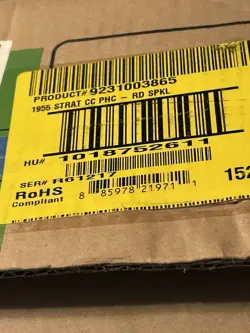 PRODUCT# 9231003865
1955 STRAT CC PHC - RD SPKL
HU# 1018752611
SER# R61217
RoHS
Compliant
8 85978 21971 1
152